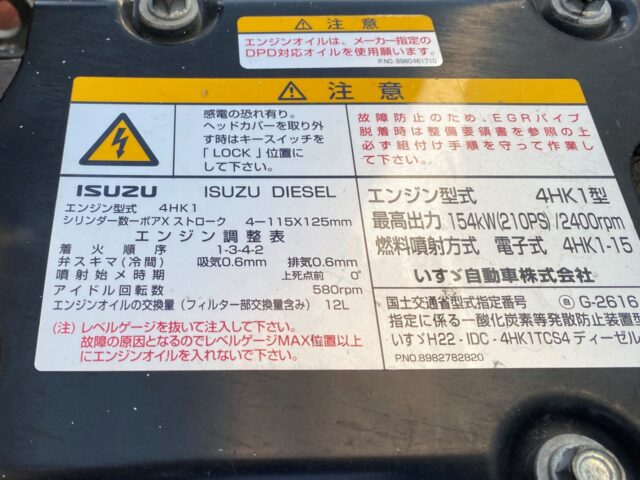 注意
エンジンオイルは、メーカー指定の
DPD対応オイルを使用願います。
P.NO. 8980461710
注意
感電の恐れ有り。
ヘッドカバーを取り外
す時はキースイッチを
「LOCK」位置に
して下さい。
故障防止のため、EGRパイプ
脱着時は整備要領書を参照の上
必ず組付け手順を守って作業し
て下さい。
ISUZU ISUZU DIESEL
エンジン型式 4HK1
シリンダー数ーボアXストローク 4-115X125mm
エンジン調整表
着火順序 1-3-4-2
弁スキマ(冷間) 吸気0.6mm 排気0.6mm
噴射始メ時期 上死点前 0°
アイドル回転数 580rpm
エンジンオイルの交換量(フィルター部交換量含み) 12L
(注)レベルゲージを抜いて注入して下さい。
故障の原因となるのでレベルゲージMAX位置以上
にエンジンオイルを入れないで下さい。
エンジン型式 4HK1型
最高出力 154kW(210PS)/2400rpm
燃料噴射方式 電子式 4HK1-15
いすゞ自動車株式会社
国土交通省型式指定番号 G-2616
指定に係る一酸化炭素等発散防止装置型
いすゞH22-IDC-4HK1TCS4ディーゼル
P.NO. 8982782820